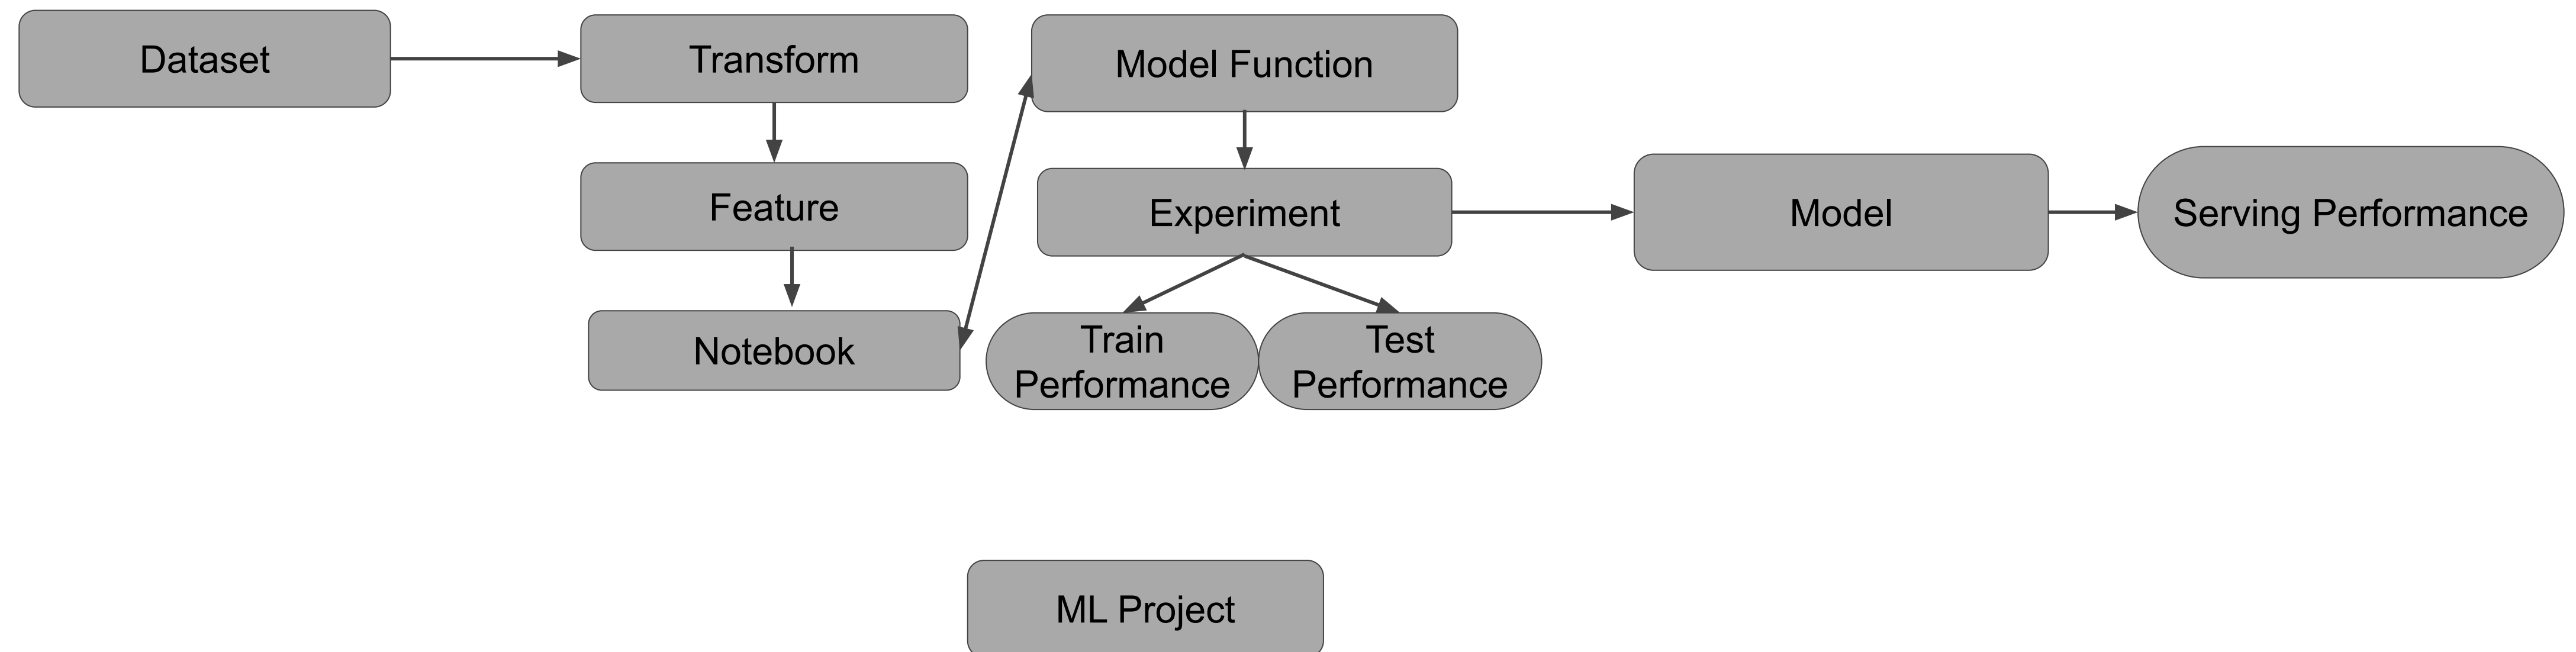 Dataset
Transform
Model Function
Feature
Experiment
Model
Serving Performance
Notebook
Train
Performance
Test
Performance
ML Project